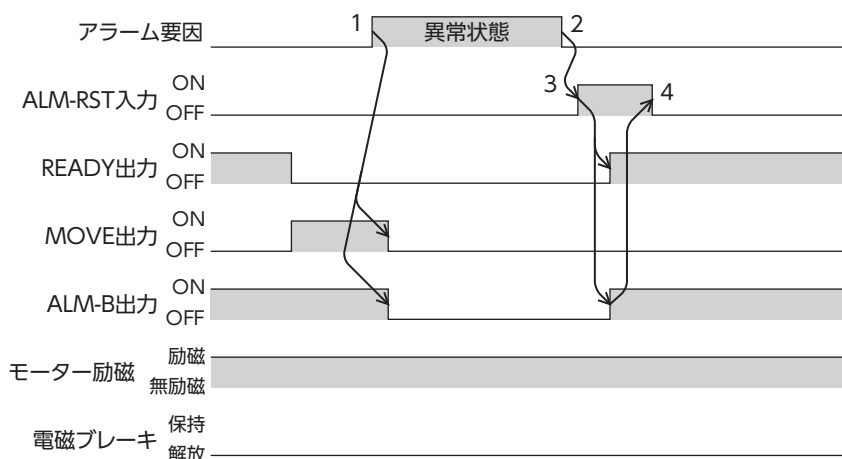 アラーム要因
1
異常状態
2
ALM-RST入力
ON
OFF
3
4
READY出力
ON
OFF
MOVE出力
ON
OFF
ALM-B出力
ON
OFF
モーター励磁
励磁
無励磁
電磁ブレーキ
保持
解放